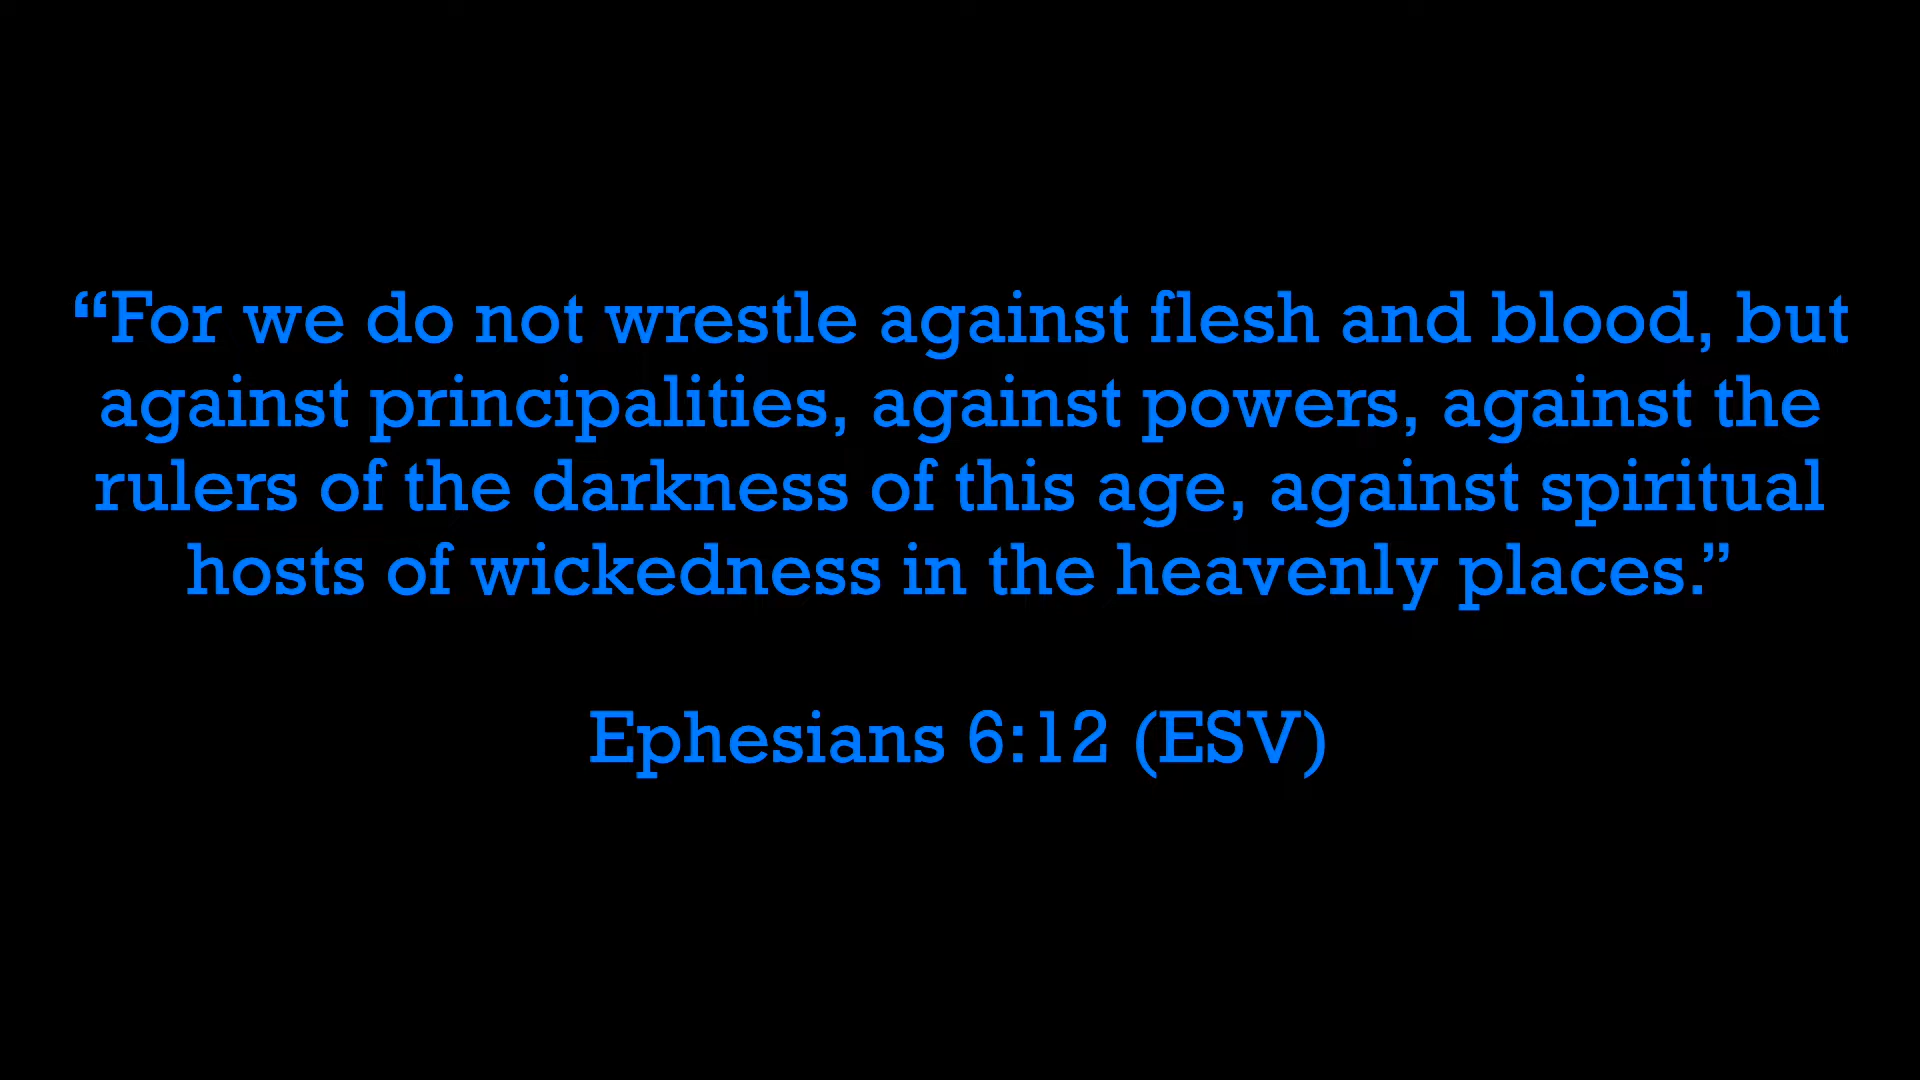 “For we do not wrestle against flesh and blood, but
against principalities, against powers, against the
rulers of the darkness of this age, against spiritual
hosts of wickedness in the heavenly places.”
Ephesians 6:12 (ESV)